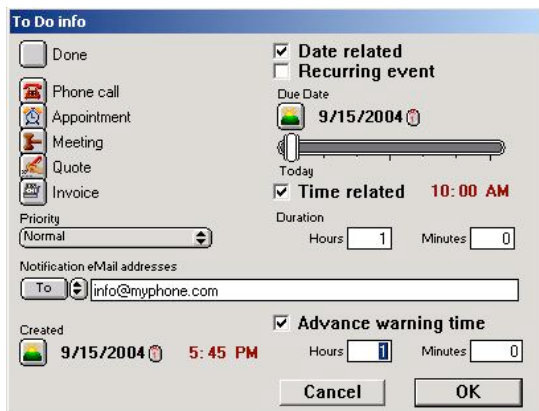 To Do info
Done
Phone call
Appointment
Meeting
Quote
Invoice
Priority
Normal
Date related
Recurring event
Due Date
9/15/2004
Today
Time related 10:00 AM
Duration
Hours 1 Minutes 0
Notification eMail addresses
To info@myphone.com
Created
9/15/2004 5:45 PM
Advance warning time
Hours 1 Minutes 0
Cancel OK